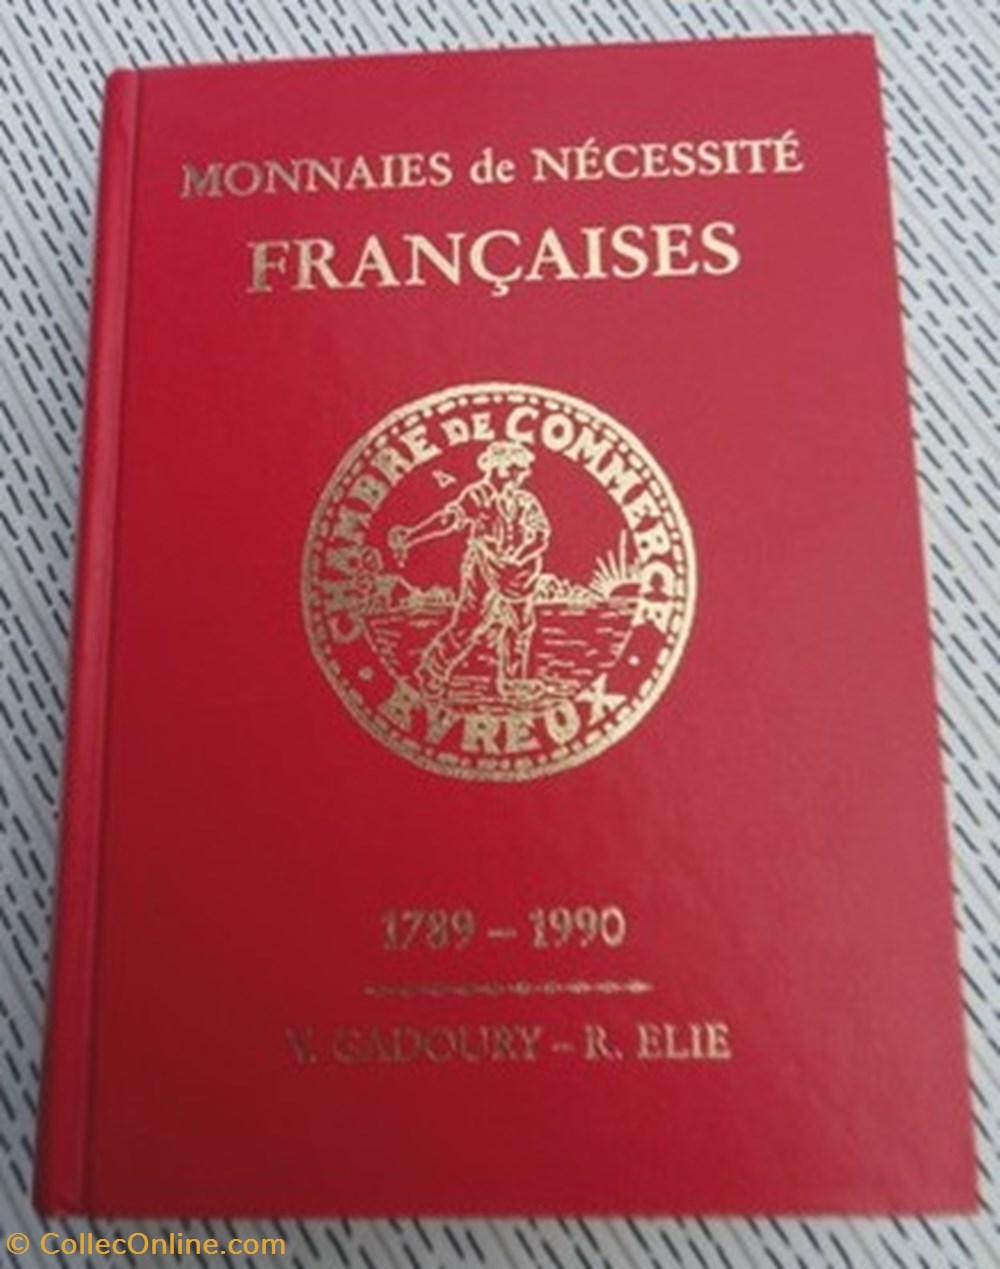 MONNAIES de NÉCESSITÉ
FRANÇAISES
CHAMBRE DE COMMERCE
· EVREUX ·
1789 – 1990
V. GADOURY – R. ELIE
© CollecOnline.com